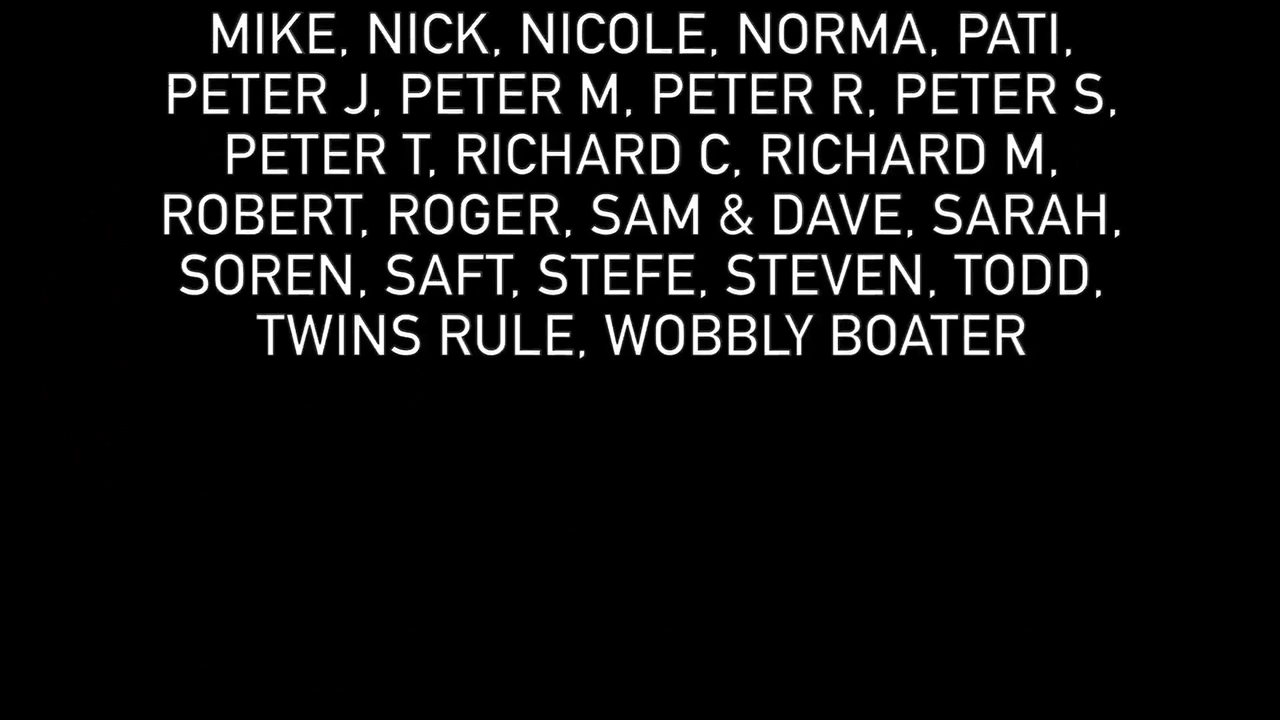 MIKE, NICK, NICOLE, NORMA, PATI,
PETER J, PETER M, PETER R, PETER S,
PETER T, RICHARD C, RICHARD M,
ROBERT, ROGER, SAM & DAVE, SARAH,
SOREN, SAFT, STEFE, STEVEN, TODD,
TWINS RULE, WOBBLY BOATER